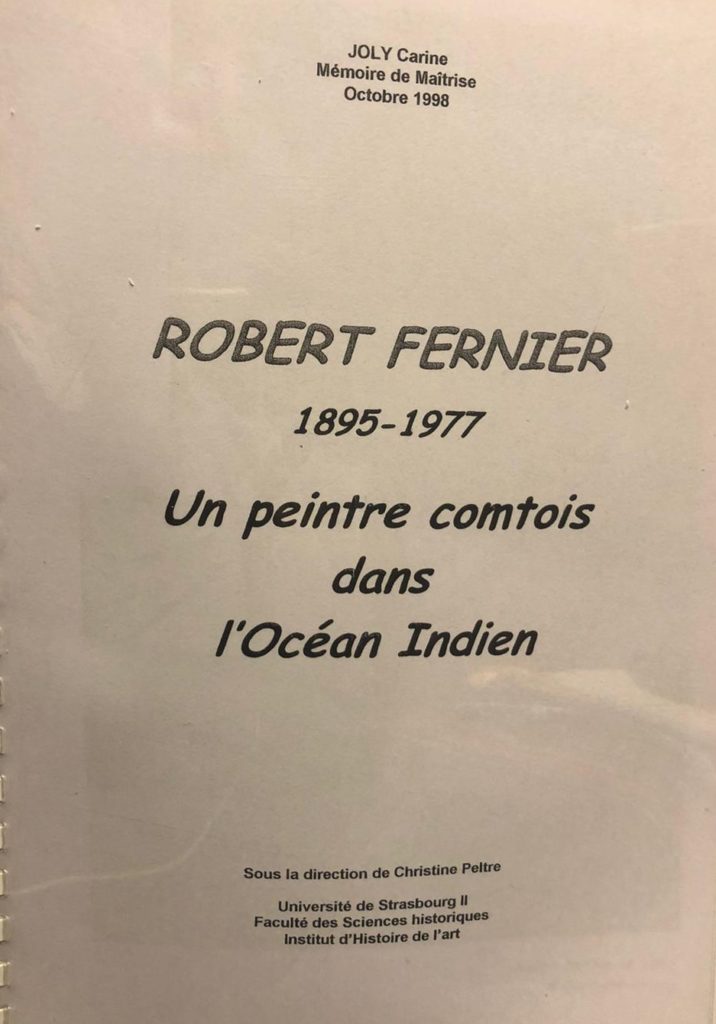 JOLY Carine
Mémoire de Maîtrise
Octobre 1998
ROBERT FERNIER
1895-1977
Un peintre comtois
dans
l'Océan Indien
Sous la direction de Christine Peltre
Université de Strasbourg II
Faculté des Sciences historiques
Institut d'Histoire de l'art